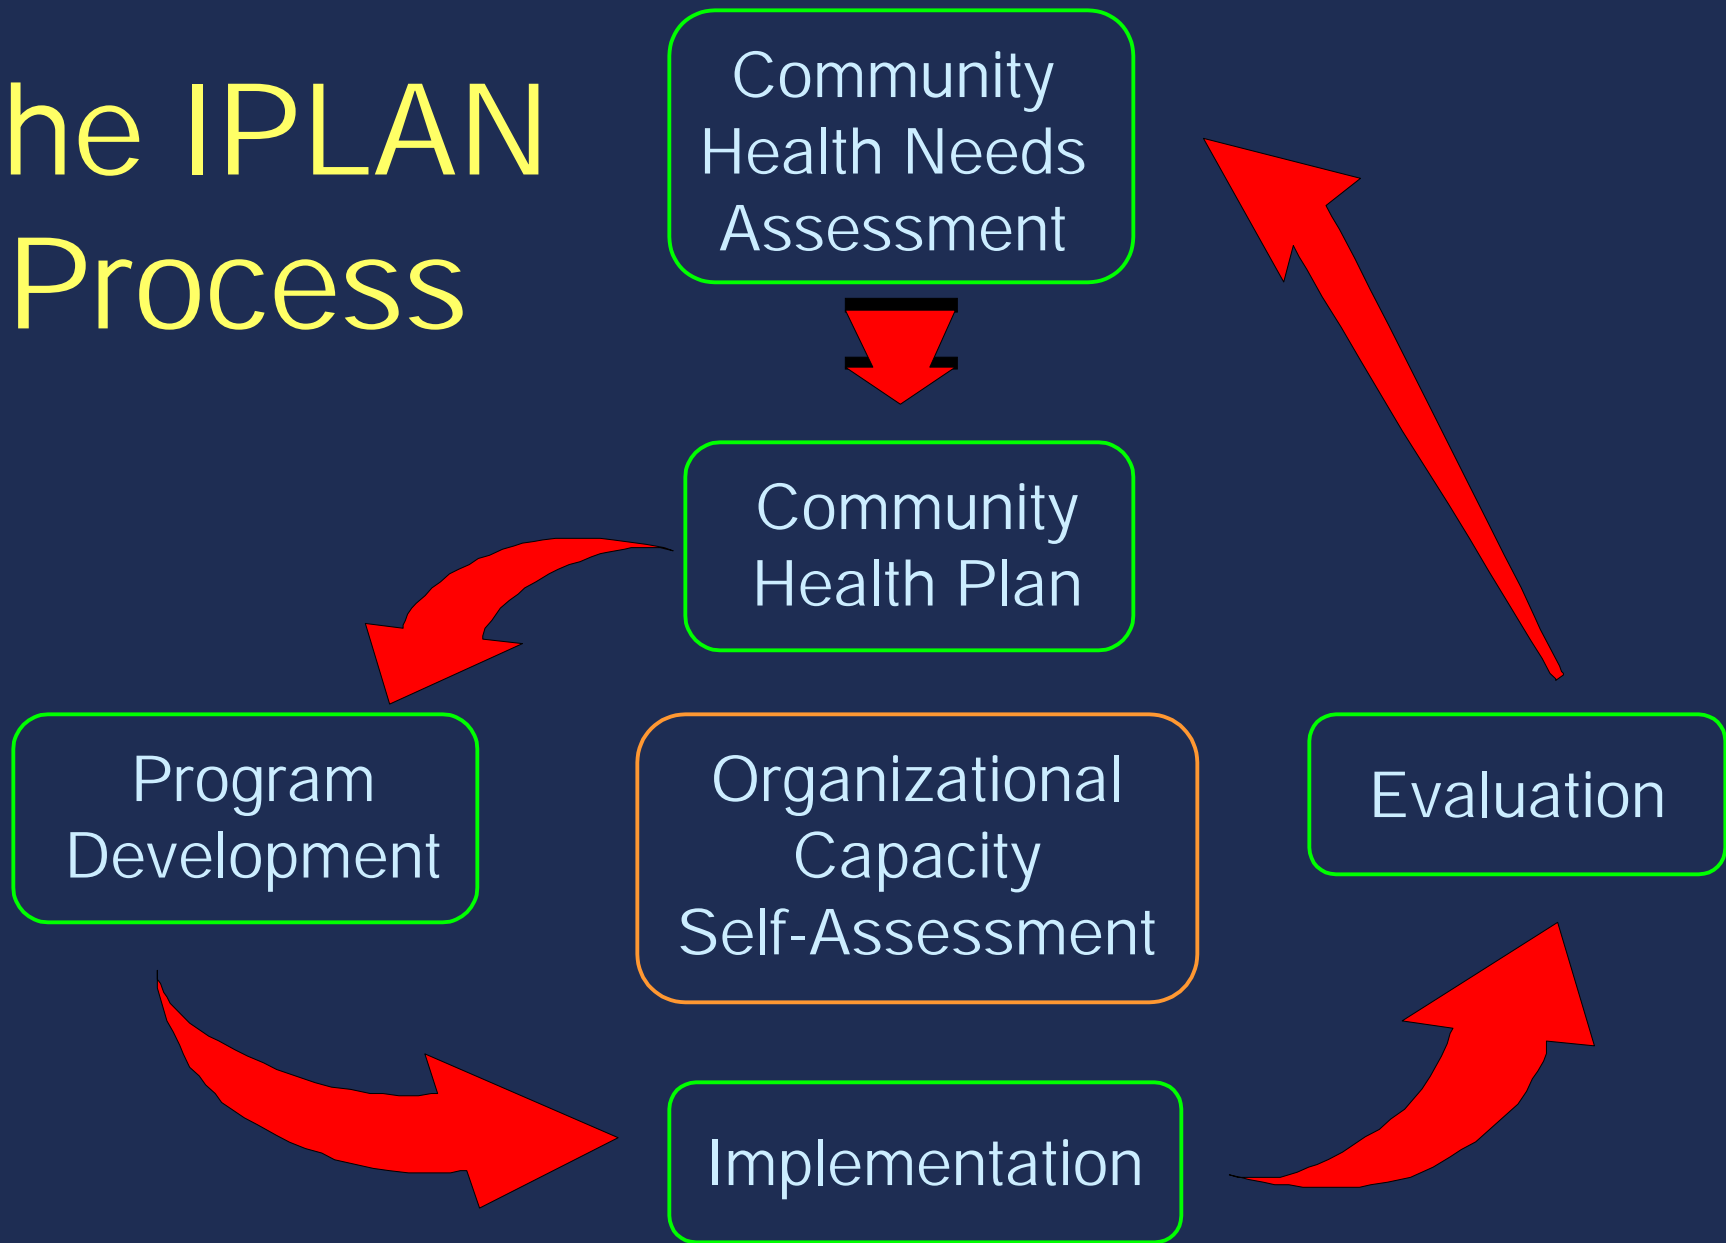 he IPLAN
Process
Community
Health Needs
Assessment
Community
Health Plan
Program
Development
Organizational
Capacity
Self-Assessment
Evaluation
Implementation